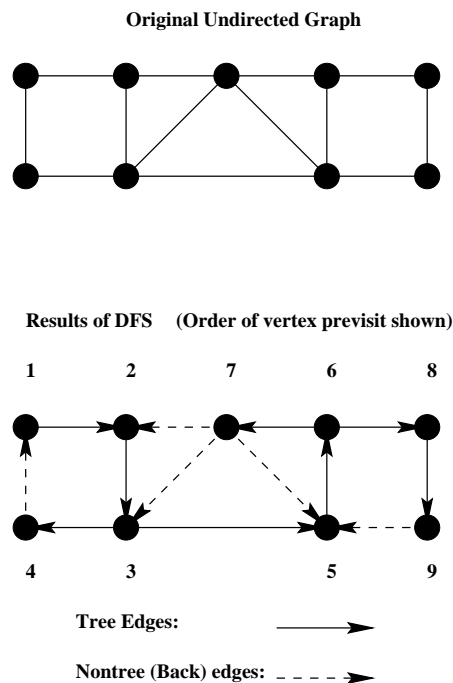 Original Undirected Graph
Results of DFS (Order of vertex previsit shown)
1 2 7 6 8
4 3 5 9
Tree Edges:
Nontree (Back) edges: